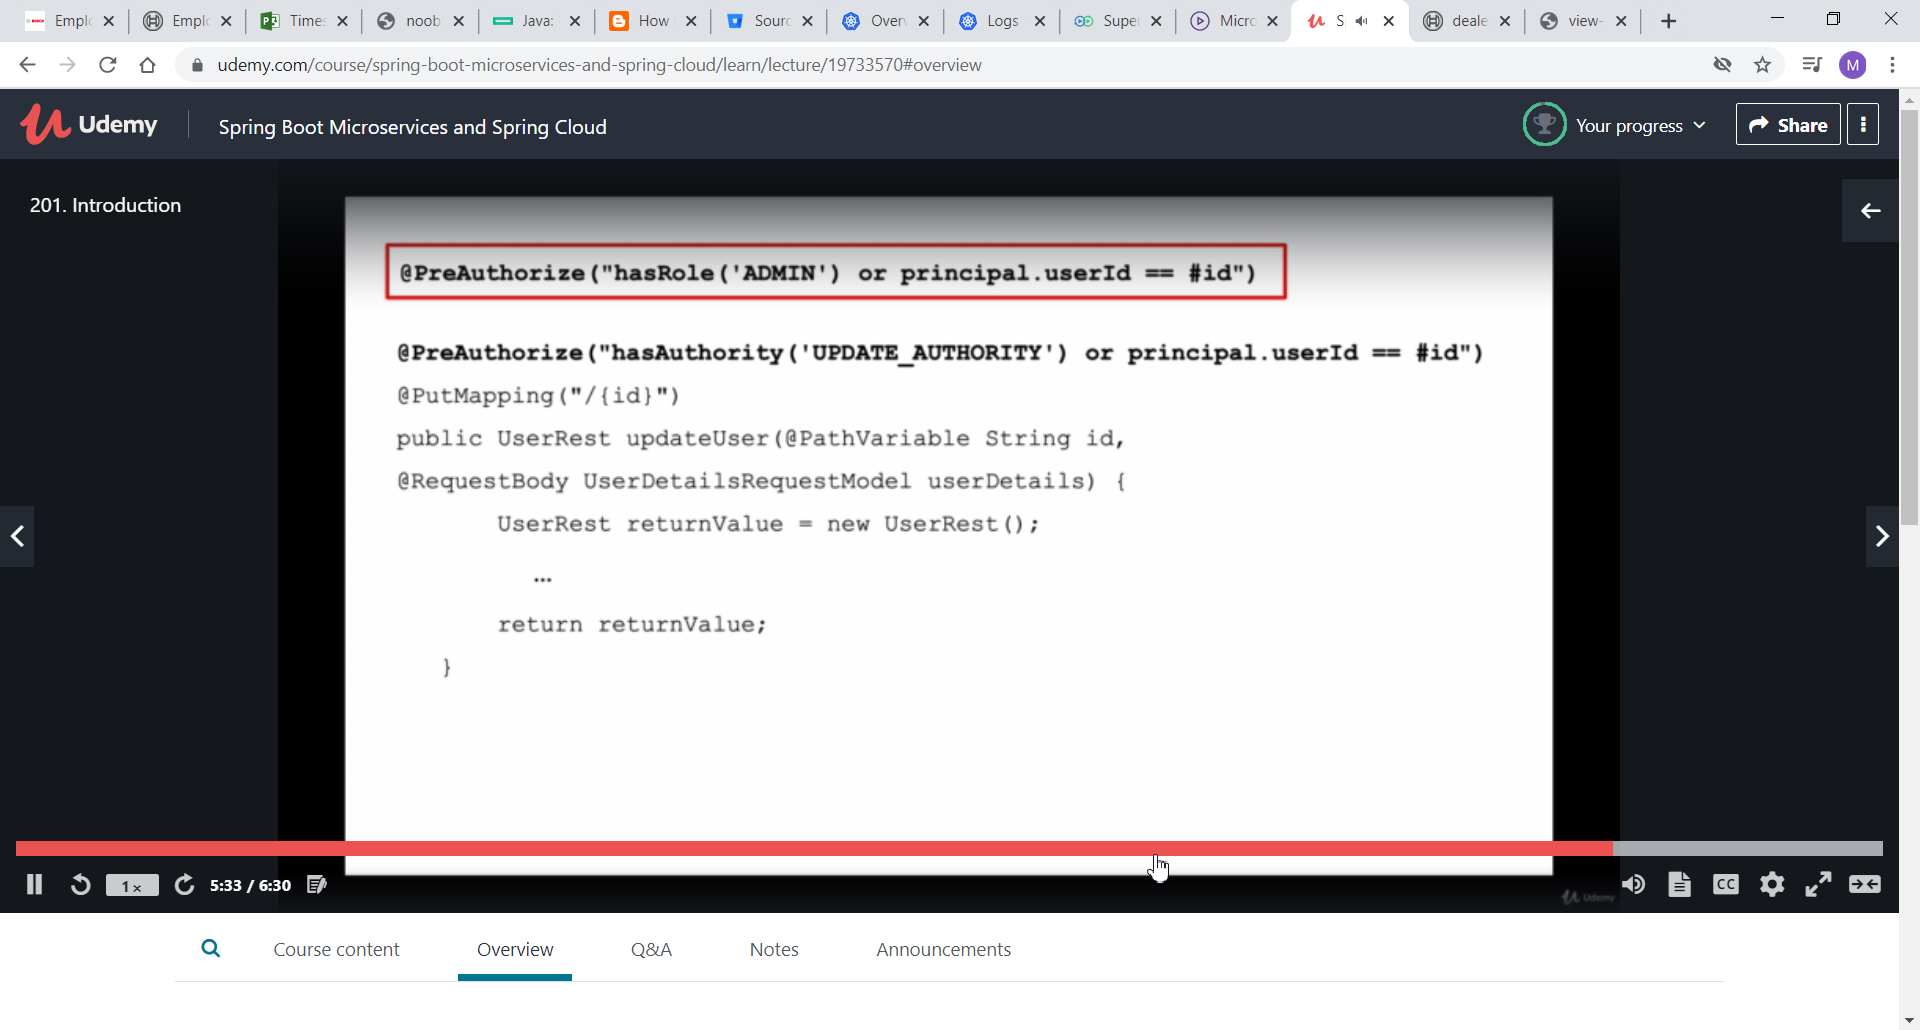 Emplo
Emplo
Times
noob
Java:
How
Sourc
Overv
Logs
Super
Micro
S
deale
view-
udemy.com/course/spring-boot-microservices-and-spring-cloud/learn/lecture/19733570#overview
M
Udemy
Spring Boot Microservices and Spring Cloud
Your progress
Share
201. Introduction
@PreAuthorize("hasRole('ADMIN') or principal.userId == #id")
@PreAuthorize("hasAuthority('UPDATE_AUTHORITY') or principal.userId == #id")
@PutMapping("/{id}")
public UserRest updateUser(@PathVariable String id,
@RequestBody UserDetailsRequestModel userDetails) {
UserRest returnValue = new UserRest();
...
return returnValue;
}
1x
5:33 / 6:30
Udemy
CC
Course content
Overview
Q&A
Notes
Announcements